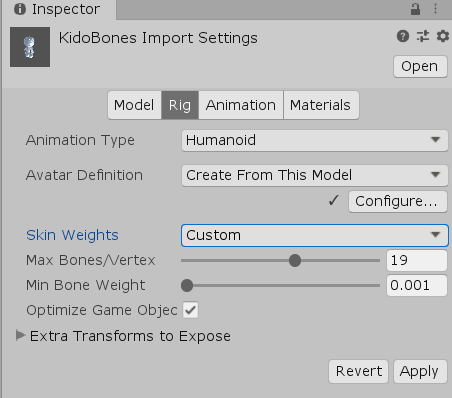 Inspector
KidoBones Import Settings
Open
Model Rig Animation Materials
Animation Type Humanoid
Avatar Definition Create From This Model
✓ Configure...
Skin Weights Custom
Max Bones/Vertex 19
Min Bone Weight 0.001
Optimize Game Objec
Extra Transforms to Expose
Revert Apply